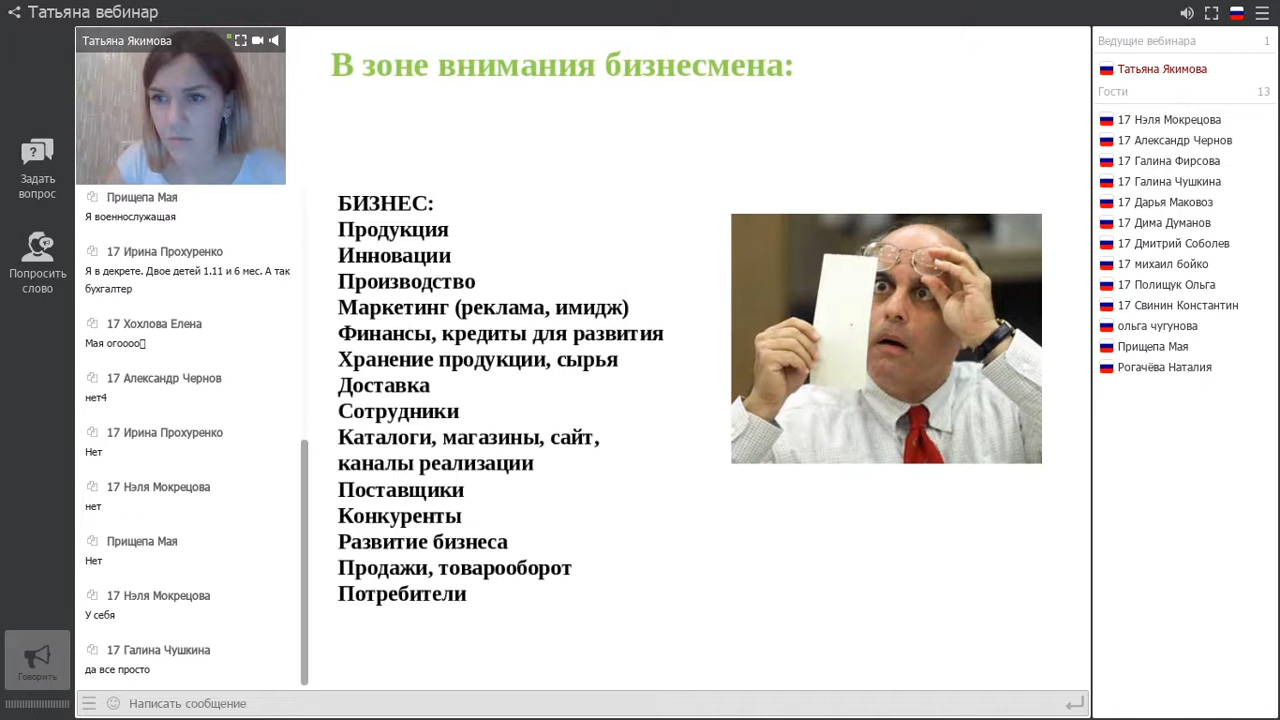 Татьяна вебинар
Татьяна Якимова
Задать
вопрос
Попросить
слово
Говорить
Прищепа Мая
Я военнослужащая
17 Ирина Прохуренко
Я в декрете. Двое детей 1.11 и 6 мес. А так
бухгалтер
17 Хохлова Елена
Мая огоооо
17 Александр Чернов
нет4
17 Ирина Прохуренко
Нет
17 Нэля Мокрецова
нет
Прищепа Мая
Нет
17 Нэля Мокрецова
У себя
17 Галина Чушкина
да все просто
Написать сообщение
В зоне внимания бизнесмена:
БИЗНЕС:
Продукция
Инновации
Производство
Маркетинг (реклама, имидж)
Финансы, кредиты для развития
Хранение продукции, сырья
Доставка
Сотрудники
Каталоги, магазины, сайт,
каналы реализации
Поставщики
Конкуренты
Развитие бизнеса
Продажи, товарооборот
Потребители
Ведущие вебинара 1
Татьяна Якимова
Гости 13
17 Нэля Мокрецова
17 Александр Чернов
17 Галина Фирсова
17 Галина Чушкина
17 Дарья Маковоз
17 Дима Думанов
17 Дмитрий Соболев
17 михаил бойко
17 Полищук Ольга
17 Свинин Константин
ольга чугунова
Прищепа Мая
Рогачёва Наталия